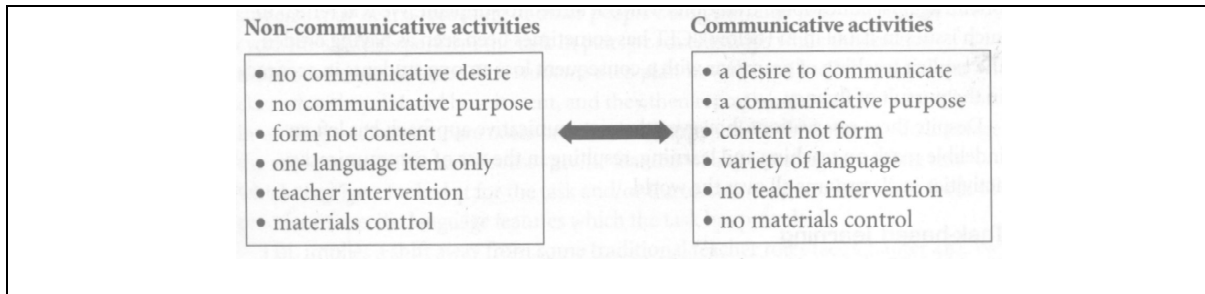 Non-communicative activities
• no communicative desire
• no communicative purpose
• form not content
• one language item only
• teacher intervention
• materials control
Communicative activities
• a desire to communicate
• a communicative purpose
• content not form
• variety of language
• no teacher intervention
• no materials control